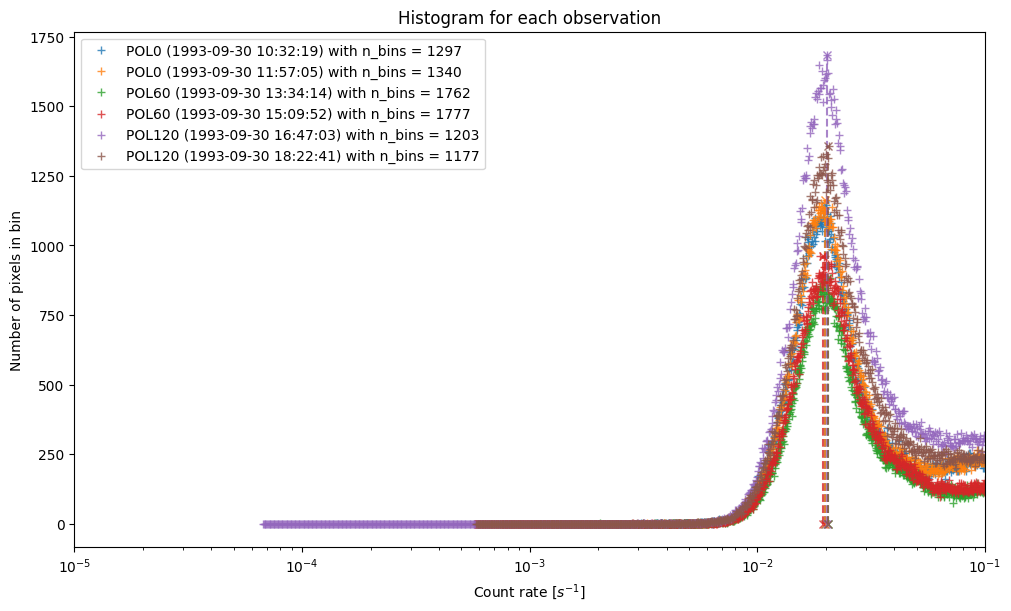 Histogram for each observation
POL0 (1993-09-30 10:32:19) with n_bins = 1297
POL0 (1993-09-30 11:57:05) with n_bins = 1340
POL60 (1993-09-30 13:34:14) with n_bins = 1762
POL60 (1993-09-30 15:09:52) with n_bins = 1777
POL120 (1993-09-30 16:47:03) with n_bins = 1203
POL120 (1993-09-30 18:22:41) with n_bins = 1177
Number of pixels in bin
1750
1500
1250
1000
750
500
250
0
10⁻⁵ 10⁻⁴ 10⁻³ 10⁻² 10⁻¹
Count rate [s⁻¹]